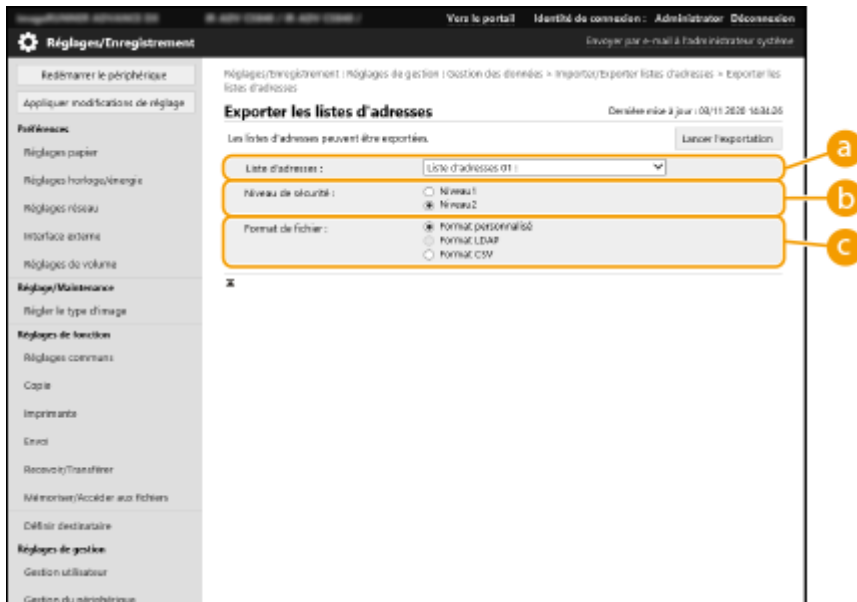 Vers le portail Identité de connexion : Administrator Déconnexion
Réglages/Enregistrement
Envoyer par e-mail à l'administrateur système
Redémarrer le périphérique
Appliquer modifications de réglage
Préférences
Réglages papier
Réglages horloge/énergie
Réglages réseau
Interface externe
Réglages de volume
Réglage/Maintenance
Régler le type d'image
Réglages de fonction
Réglages communs
Copie
Imprimante
Envoi
Recevoir/Transférer
Mémoriser/Accéder aux fichiers
Définir destinataire
Réglages de gestion
Gestion utilisateur
Gestion du périphérique
Réglages/Enregistrement : Réglages de gestion : Gestion des données > Importer/Exporter listes d'adresses > Exporter les
listes d'adresses
Exporter les listes d'adresses
Dernière mise à jour : 09/11 2020 16:34:26
Les listes d'adresses peuvent être exportées.
Lancer l'exportation
Liste d'adresses :
Liste d'adresses 01 :
a
Niveau de sécurité :
Niveau1
Niveau2
b
Format de fichier :
Format personnalisé
Format LDAP
Format CSV
c